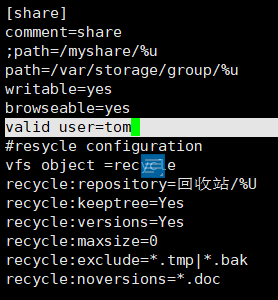 [share]
comment=share
;path=/myshare/%u
path=/var/storage/group/%u
writable=yes
browseable=yes
valid user=tom
#resycle configuration
vfs object =recycle
recycle:repository=回收站/%U
recycle:keeptree=Yes
recycle:versions=Yes
recycle:maxsize=0
recycle:exclude=*.tmp|*.bak
recycle:noversions=*.doc